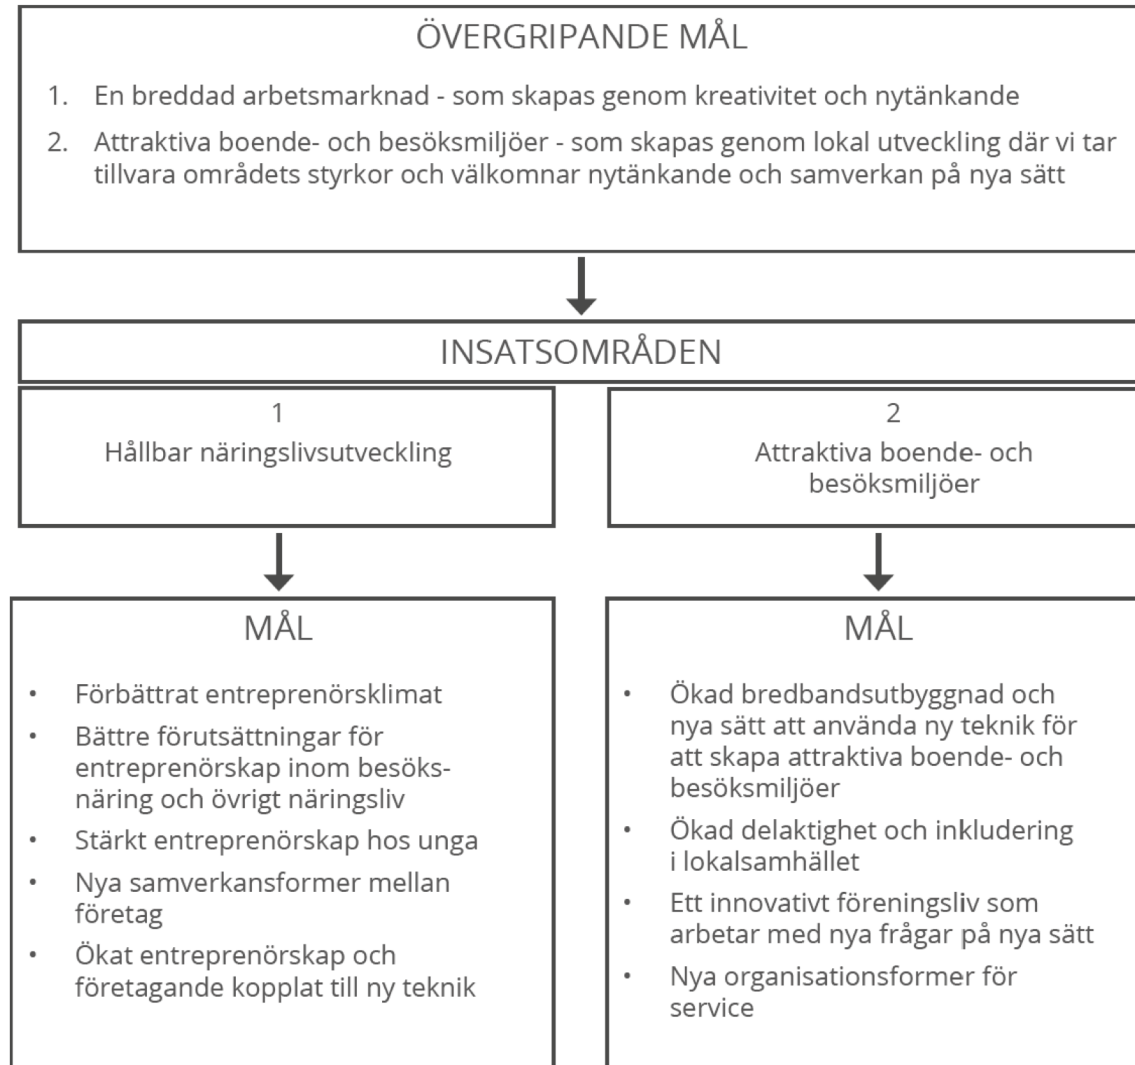 ÖVERGRIPANDE MÅL
1. En breddad arbetsmarknad - som skapas genom kreativitet och nytänkande
2. Attraktiva boende- och besöksmiljöer - som skapas genom lokal utveckling där vi tar
tillvara områdets styrkor och välkomnar nytänkande och samverkan på nya sätt
INSATSOMRÅDEN
1
Hållbar näringslivsutveckling
2
Attraktiva boende- och
besöksmiljöer
MÅL
• Förbättrat entreprenörsklimat
• Bättre förutsättningar för
entreprenörskap inom besöks-
näring och övrigt näringsliv
• Stärkt entreprenörskap hos unga
• Nya samverkansformer mellan
företag
• Ökat entreprenörskap och
företagande kopplat till ny teknik
MÅL
• Ökad bredbandsutbyggnad och
nya sätt att använda ny teknik för
att skapa attraktiva boende- och
besöksmiljöer
• Ökad delaktighet och inkludering
i lokalsamhället
• Ett innovativt föreningsliv som
arbetar med nya frågar på nya sätt
• Nya organisationsformer för
service